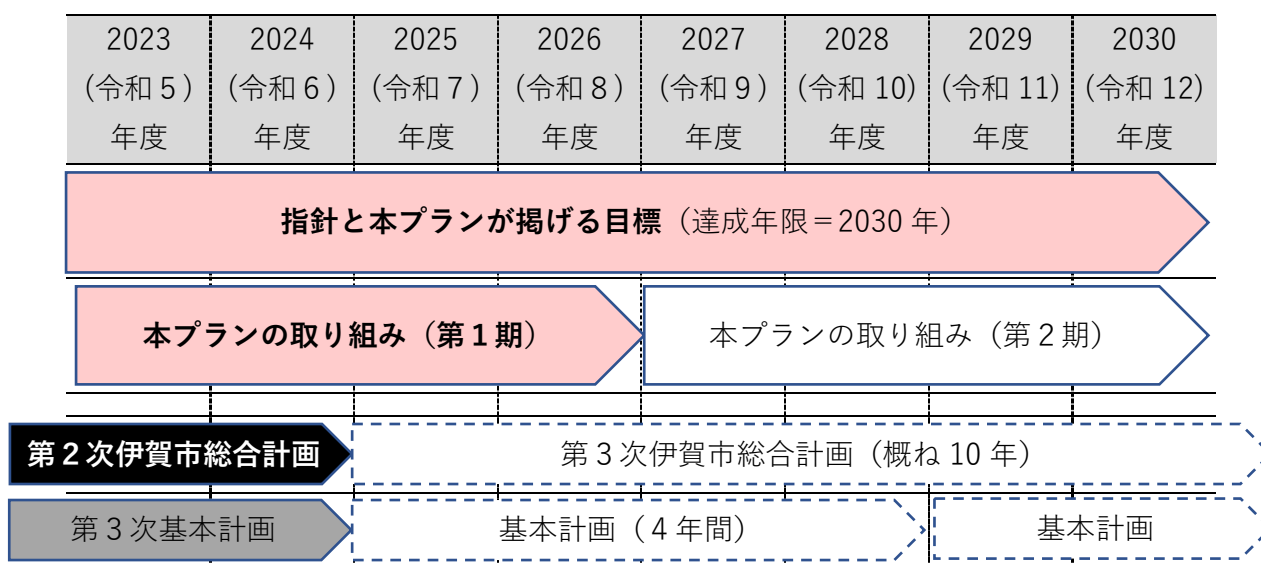 2023 2024 2025 2026 2027 2028 2029 2030
(令和５) (令和６) (令和７) (令和８) (令和９) (令和 10) (令和 11) (令和 12)
年度 年度 年度 年度 年度 年度 年度 年度
指針と本プランが掲げる目標（達成年限＝2030 年）
本プランの取り組み（第１期） 本プランの取り組み（第２期）
第２次伊賀市総合計画 第３次伊賀市総合計画（概ね 10 年）
第３次基本計画 基本計画（４年間） 基本計画